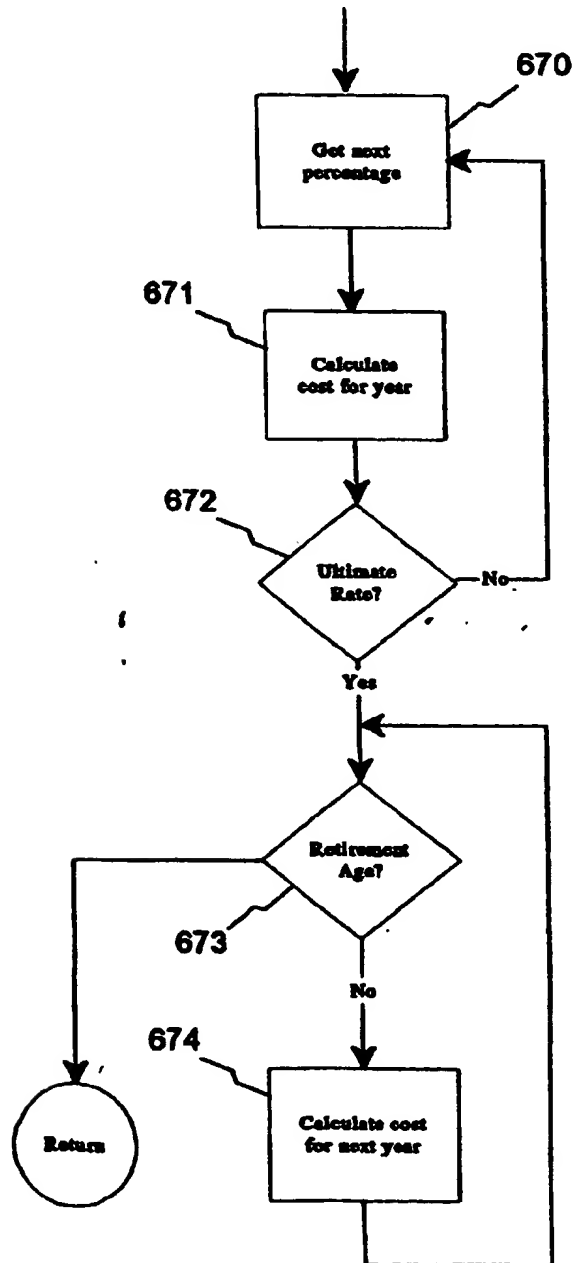 670
Get next
percentage
671
Calculate
cost for year
672
Ultimate
Rate?
No
Yes
Retirement
Age?
673
No
674
Calculate cost
for next year
Return